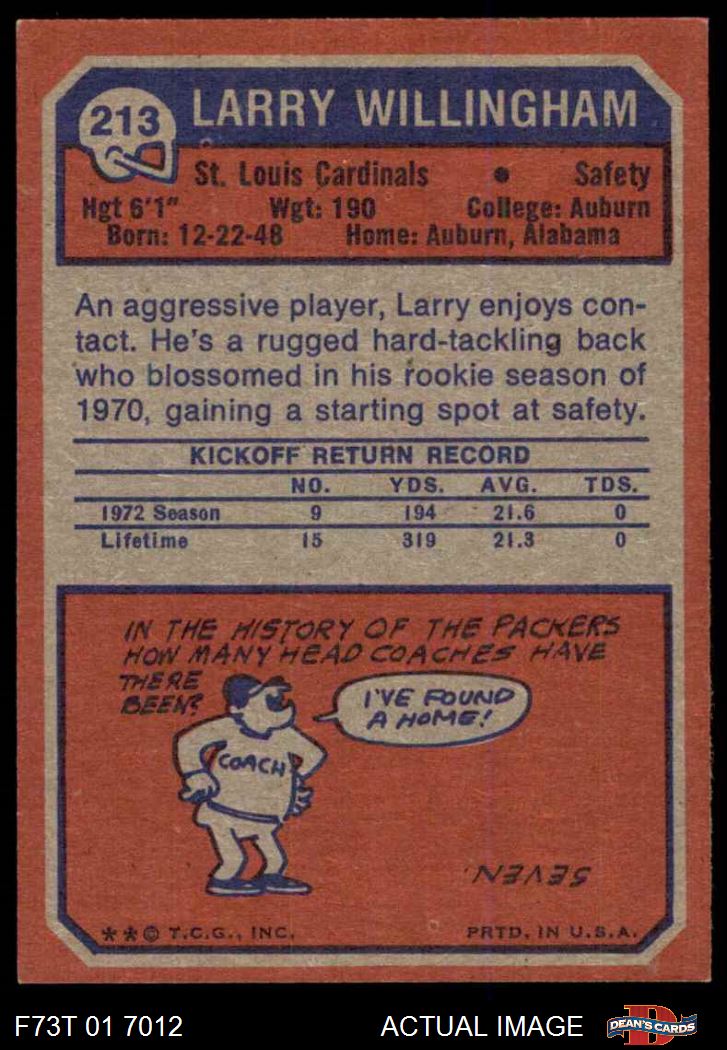 213
LARRY WILLINGHAM
St. Louis Cardinals • Safety
Hgt 6'1" Wgt: 190 College: Auburn
Born: 12-22-48 Home: Auburn, Alabama
An aggressive player, Larry enjoys con-
tact. He's a rugged hard-tackling back
who blossomed in his rookie season of
1970, gaining a starting spot at safety.
KICKOFF RETURN RECORD
NO. YDS. AVG. TDS.
1972 Season 9 194 21.6 0
Lifetime 15 319 21.3 0
IN THE HISTORY OF THE PACKERS
HOW MANY HEAD COACHES HAVE
THERE
BEEN?
I'VE FOUND
A HOME!
COACH
SEVEN.
**© T.C.G., INC. PRTD. IN U.S.A.
F73T 01 7012 ACTUAL IMAGE
D
DEAN'S CARDS